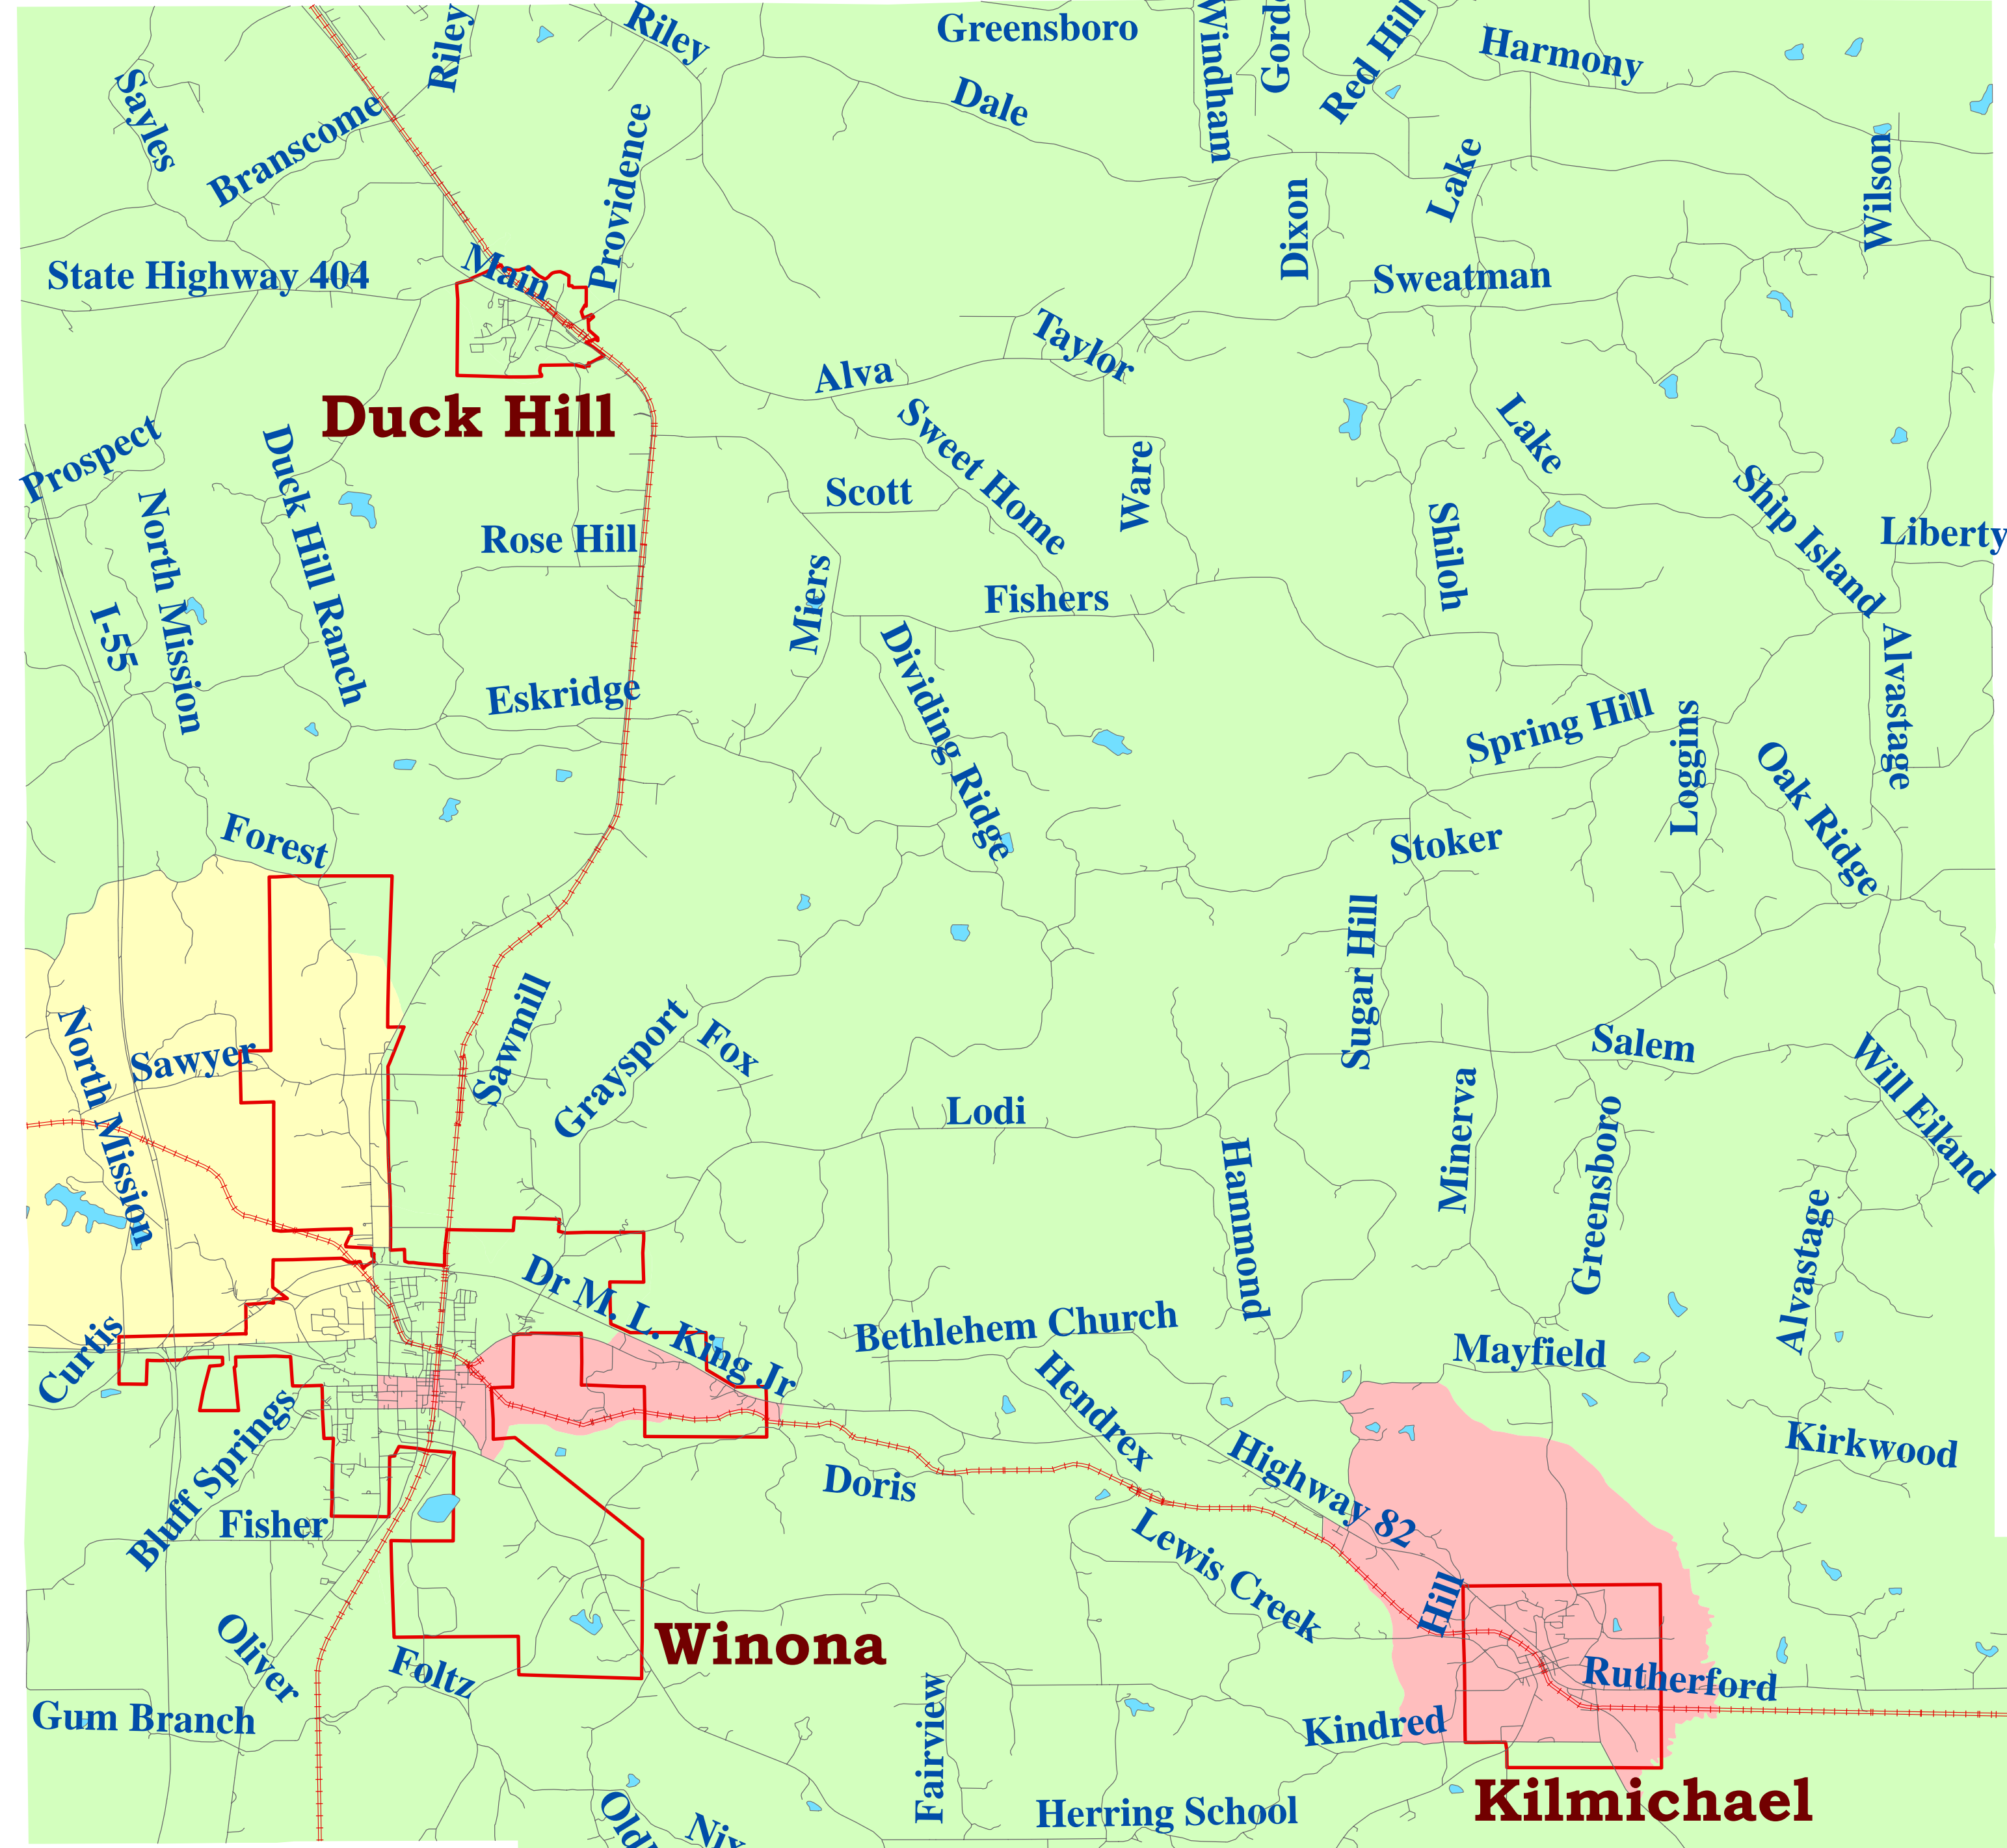 Riley
Riley
Greensboro
Windham
Red Hill
Harmony
Sayles
Branscome
Dale
Providence
Lake
Wilson
Dixon
State Highway 404
Main
Sweatman
Taylor
Alva
Duck Hill
Prospect
Sweet Home
Lake
Scott
Ware
Ship Island
North Mission
Duck Hill Ranch
Rose Hill
Shiloh
Liberty
I-55
Miers
Fishers
Dividing Ridge
Alvastage
Eskridge
Spring Hill
Loggins
Oak Ridge
Forest
Stoker
Sugar Hill
North Mission
Sawyer
Sawmill
Graysport
Fox
Salem
Will Eiland
Lodi
Minerva
Greensboro
Hammond
Alvastage
Dr M. L. King Jr
Bethlehem Church
Curtis
Mayfield
Hendrex
Bluff Springs
Highway 82
Kirkwood
Doris
Fisher
Lewis Creek
Hill
Oliver
Foltz
Winona
Rutherford
Gum Branch
Fairview
Kindred
Herring School
Kilmichael